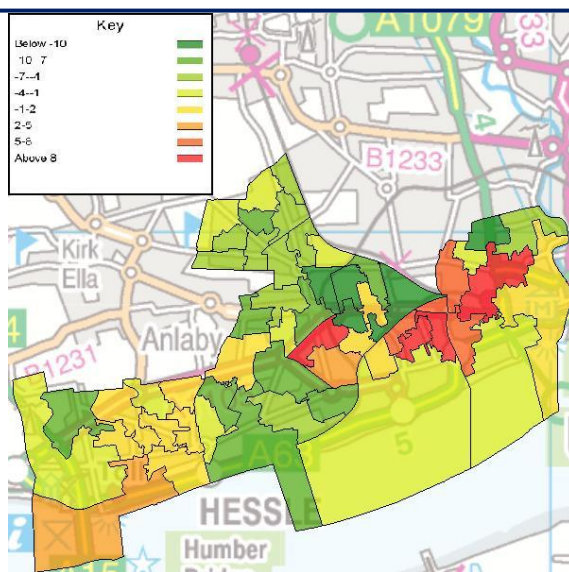 Key
Below -10
-10--7
-7--4
-4--1
-1-2
2-5
5-8
Above 8
A1079
33
4
B1233
Kirk
Ella
Anlaby
4
B1231
5
A63
HESSLE
Humber
i